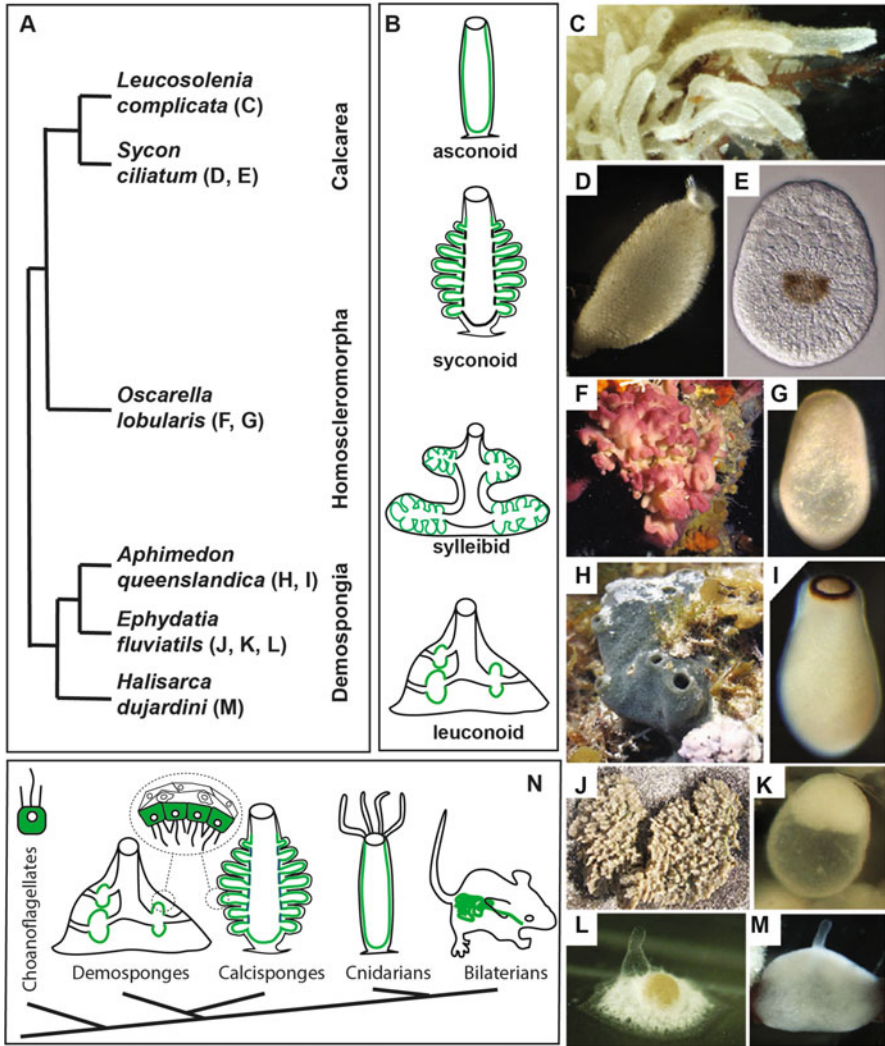 A
Leucosolenia
complicata (C)
Sycon
ciliatum (D, E)
Calcarea
Oscarella
lobularis (F, G)
Homoscleromorpha
Aphimedon
queenslandica (H, I)
Ephydatia
fluviatils (J, K, L)
Halisarca
dujardini (M)
Demospongia
B
asconoid
syconoid
sylleibid
leuconoid
C
D
E
F
G
H
I
J
K
L
M
N
Choanoflagellates
Demosponges
Calcisponges
Cnidarians
Bilaterians